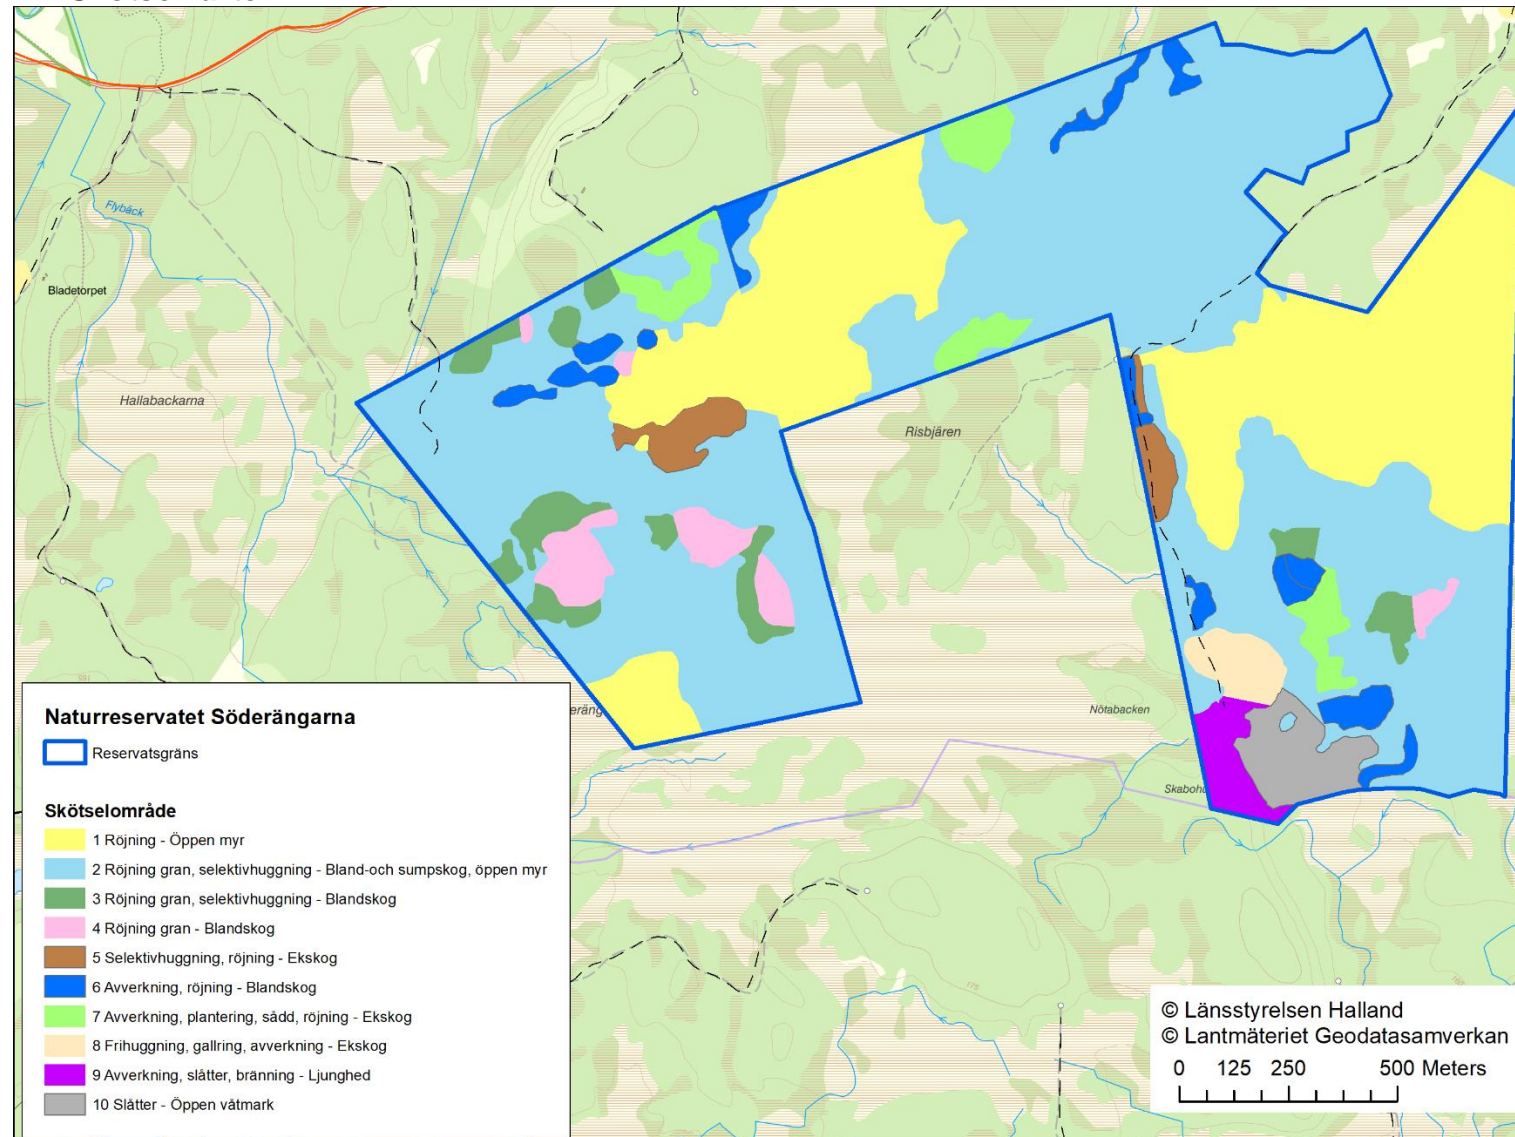 Flybäck
Bladetorpet
Hallabackarna
Risbjären
Nötabacken
175
Naturreservatet Söderängarna
Reservatsgräns
Skötselområde
1 Röjning - Öppen myr
2 Röjning gran, selektivhuggning - Bland-och sumpskog, öppen myr
3 Röjning gran, selektivhuggning - Blandskog
4 Röjning gran - Blandskog
5 Selektivhuggning, röjning - Ekskog
6 Avverkning, röjning - Blandskog
7 Avverkning, plantering, sådd, röjning - Ekskog
8 Frihuggning, gallring, avverkning - Ekskog
9 Avverkning, slåtter, bränning - Ljunghed
10 Slåtter - Öppen våtmark
© Länsstyrelsen Halland
© Lantmäteriet Geodatasamverkan
0 125 250 500 Meters